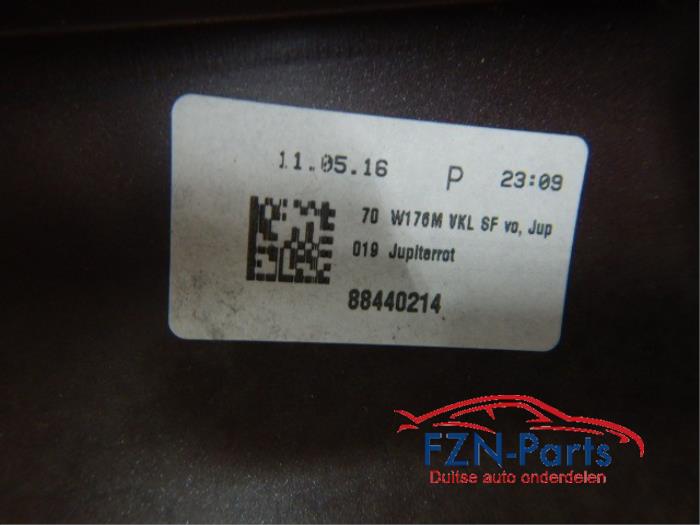 11.05.16 P 23:09
70 W176M VKL SF vo, Jup
019 Jupiterrot
88440214
FZN-Parts
Duitse auto onderdelen